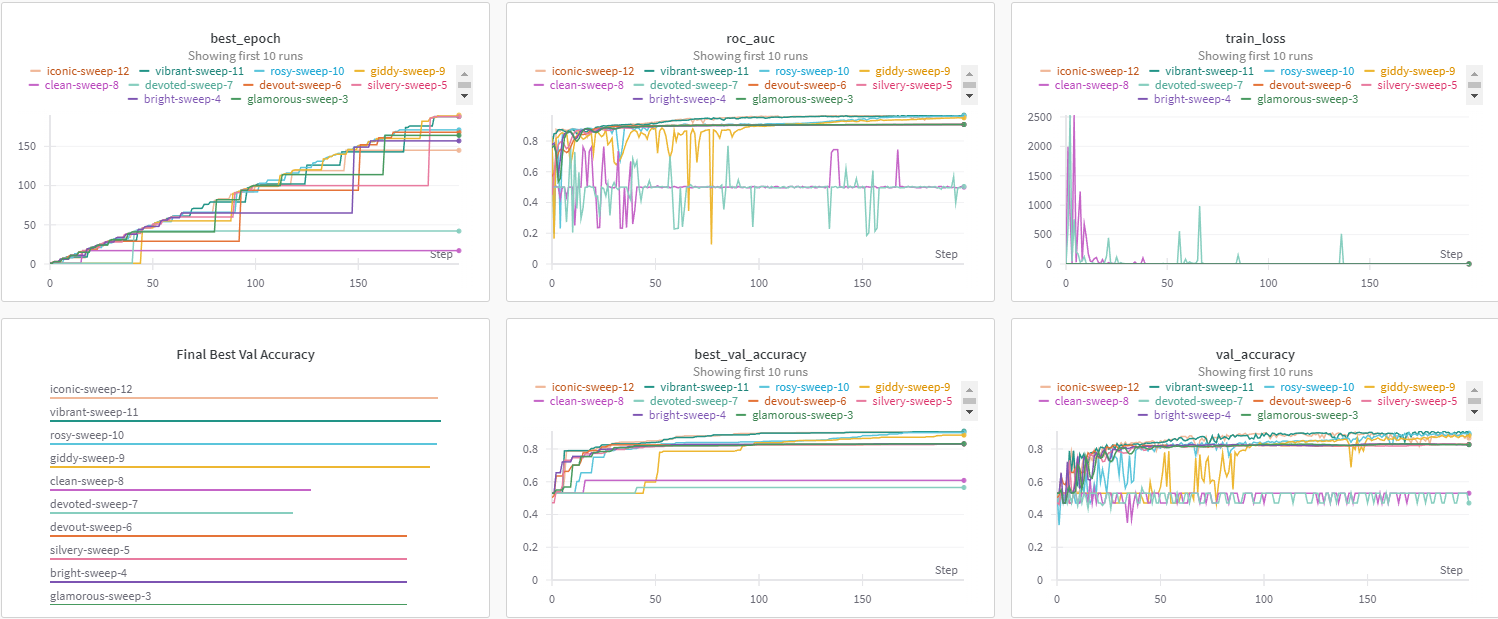 best_epoch
Showing first 10 runs
iconic-sweep-12 vibrant-sweep-11 rosy-sweep-10 giddy-sweep-9
clean-sweep-8 devoted-sweep-7 devout-sweep-6 silvery-sweep-5
bright-sweep-4 glamorous-sweep-3
150
100
50
0
Step
0 50 100 150
roc_auc
Showing first 10 runs
iconic-sweep-12 vibrant-sweep-11 rosy-sweep-10 giddy-sweep-9
clean-sweep-8 devoted-sweep-7 devout-sweep-6 silvery-sweep-5
bright-sweep-4 glamorous-sweep-3
0.8
0.6
0.4
0.2
0
Step
0 50 100 150
train_loss
Showing first 10 runs
iconic-sweep-12 vibrant-sweep-11 rosy-sweep-10 giddy-sweep-9
clean-sweep-8 devoted-sweep-7 devout-sweep-6 silvery-sweep-5
bright-sweep-4 glamorous-sweep-3
2500
2000
1500
1000
500
0
Step
0 50 100 150
Final Best Val Accuracy
iconic-sweep-12
vibrant-sweep-11
rosy-sweep-10
giddy-sweep-9
clean-sweep-8
devoted-sweep-7
devout-sweep-6
silvery-sweep-5
bright-sweep-4
glamorous-sweep-3
best_val_accuracy
Showing first 10 runs
iconic-sweep-12 vibrant-sweep-11 rosy-sweep-10 giddy-sweep-9
clean-sweep-8 devoted-sweep-7 devout-sweep-6 silvery-sweep-5
bright-sweep-4 glamorous-sweep-3
0.8
0.6
0.4
0.2
0
Step
0 50 100 150
val_accuracy
Showing first 10 runs
iconic-sweep-12 vibrant-sweep-11 rosy-sweep-10 giddy-sweep-9
clean-sweep-8 devoted-sweep-7 devout-sweep-6 silvery-sweep-5
bright-sweep-4 glamorous-sweep-3
0.8
0.6
0.4
0.2
0
Step
0 50 100 150